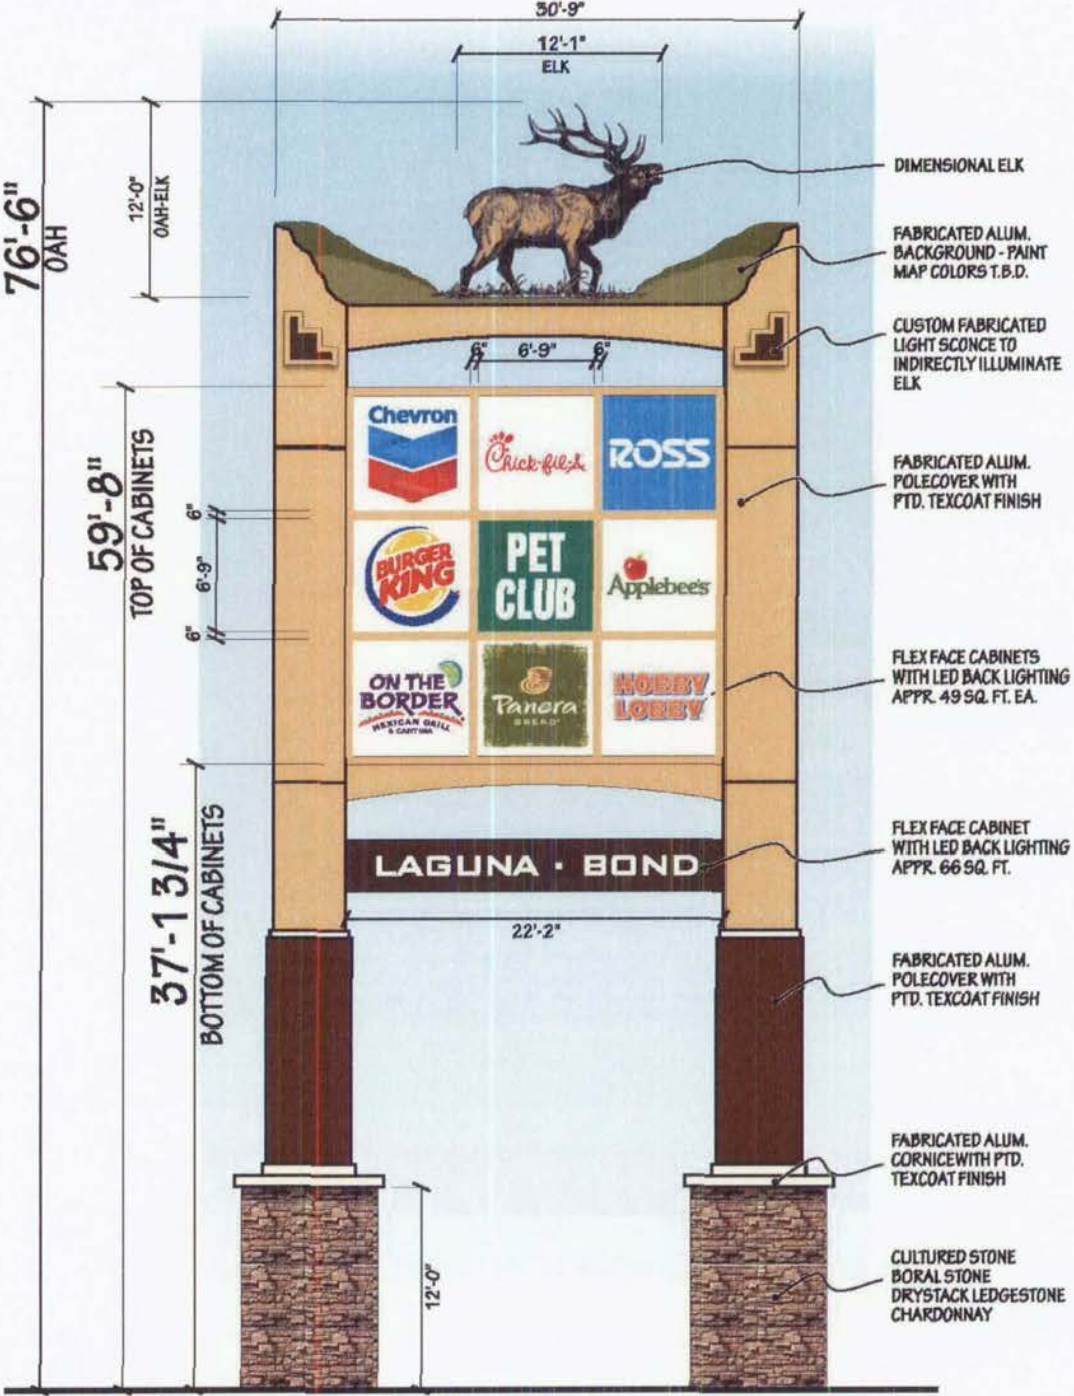 30'-9"
12'-1"
ELK
76'-6"
OAH
12'-0"
OAH-ELK
DIMENSIONAL ELK
FABRICATED ALUM.
BACKGROUND - PAINT
MAP COLORS T.B.D.
CUSTOM FABRICATED
LIGHT SCONCE TO
INDIRECTLY ILLUMINATE
ELK
6" 6'-9" 6"
59'-8"
TOP OF CABINETS
Chevron
Chick-fil-A
ROSS
FABRICATED ALUM.
POLECOVER WITH
PTD. TEXCOAT FINISH
6"
6'-9"
6"
BURGER
KING
PET
CLUB
Applebee's
ON THE
BORDER
MEXICAN GRILL
& CANTINA
Panera
BREAD
HOBBY
LOBBY
FLEX FACE CABINETS
WITH LED BACK LIGHTING
APPR. 49 SQ. FT. EA.
37'-1 3/4"
BOTTOM OF CABINETS
LAGUNA · BOND
FLEX FACE CABINET
WITH LED BACK LIGHTING
APPR. 66 SQ. FT.
22'-2"
FABRICATED ALUM.
POLECOVER WITH
PTD. TEXCOAT FINISH
FABRICATED ALUM.
CORNICE WITH PTD.
TEXCOAT FINISH
12'-0"
CULTURED STONE
BORAL STONE
DRYSTACK LEDGESTONE
CHARDONNAY